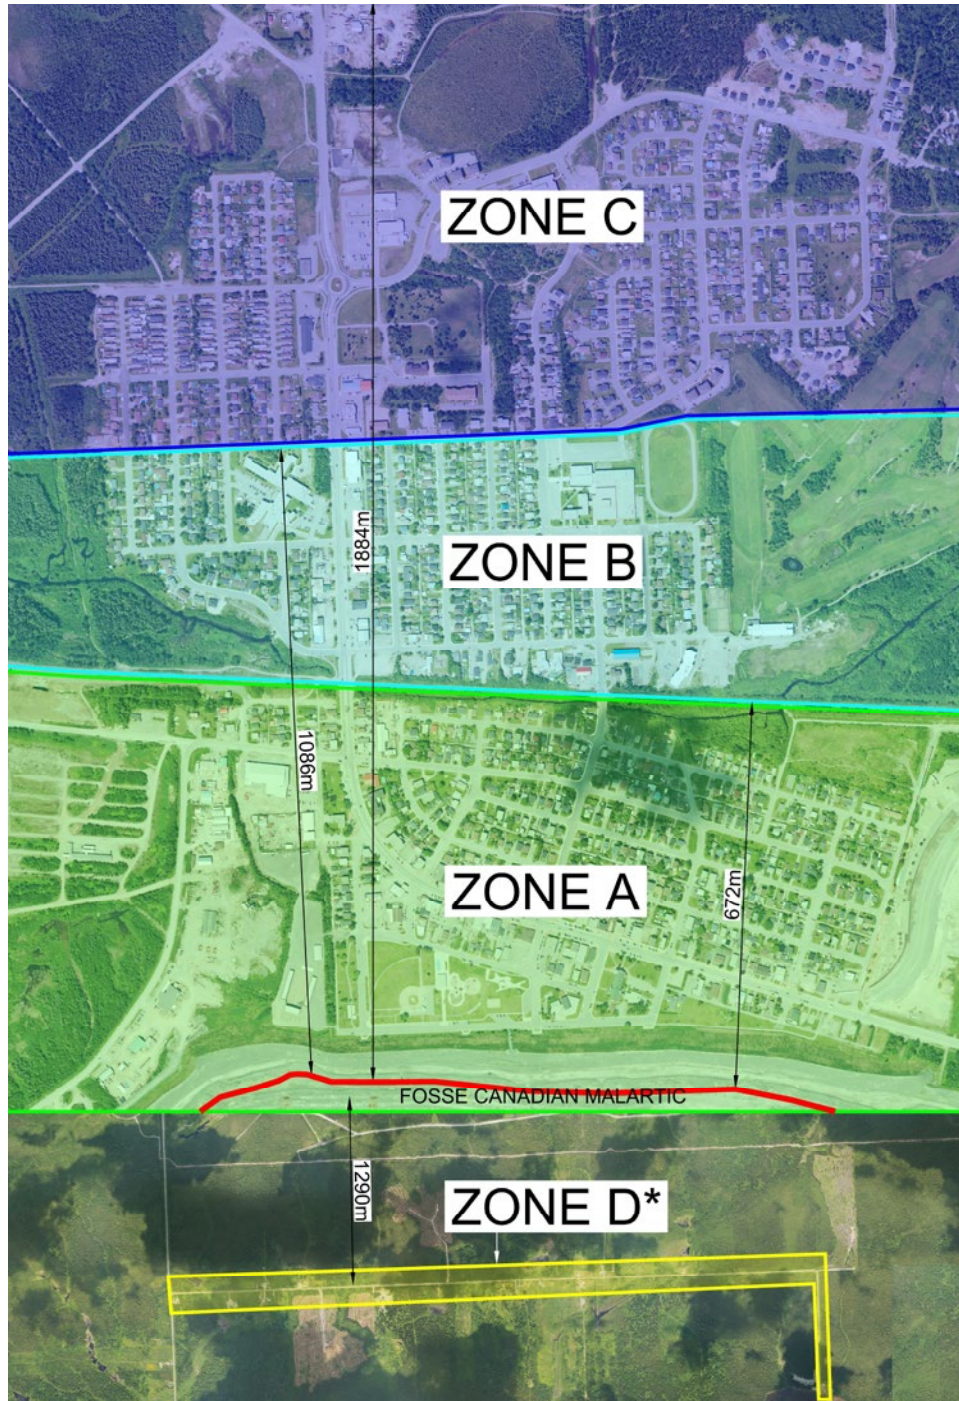 ZONE C
1884m
ZONE B
1086m
672m
ZONE A
FOSSE CANADIAN MALARTIC
1290m
ZONE D*